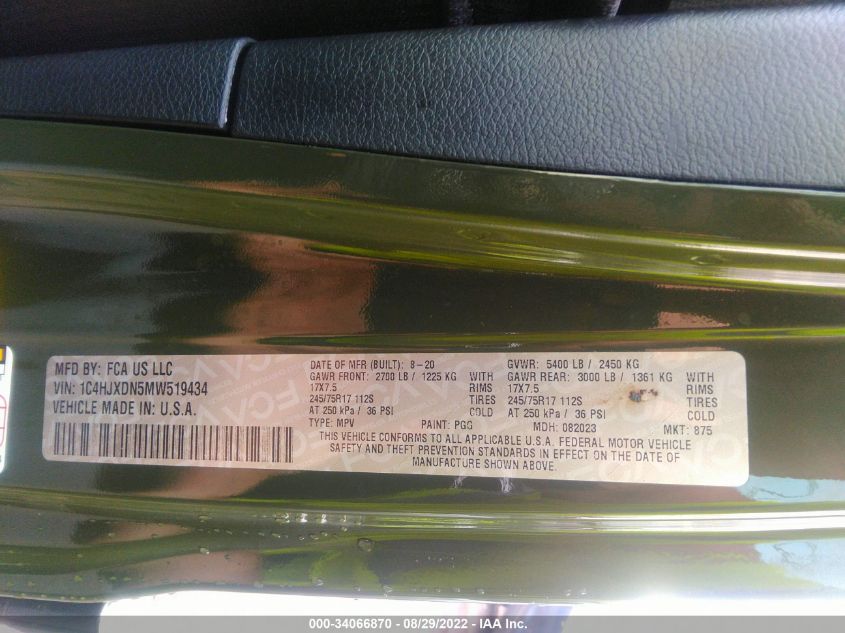 MFD BY: FCA US LLC
VIN: 1C4HJXDN5MW519434
VEHICLE MADE IN U.S.A.
DATE OF MFR (BUILT): 8-20 GVWR: 5400 LB / 2450 KG
GAWR FRONT: 2700 LB / 1225 KG WITH GAWR REAR: 3000 LB / 1361 KG WITH
17X7.5 RIMS 17X7.5 RIMS
245/75R17 112S TIRES 245/75R17 112S TIRES
AT 250 kPa / 36 PSI COLD AT 250 kPa / 36 PSI COLD
TYPE: MPV PAINT: PGG MDH: 082023 MKT: 875
THIS VEHICLE CONFORMS TO ALL APPLICABLE U.S.A. FEDERAL MOTOR VEHICLE
SAFETY AND THEFT PREVENTION STANDARDS IN EFFECT ON THE DATE OF
MANUFACTURE SHOWN ABOVE.
000-34066870 - 08/29/2022 - IAA Inc.